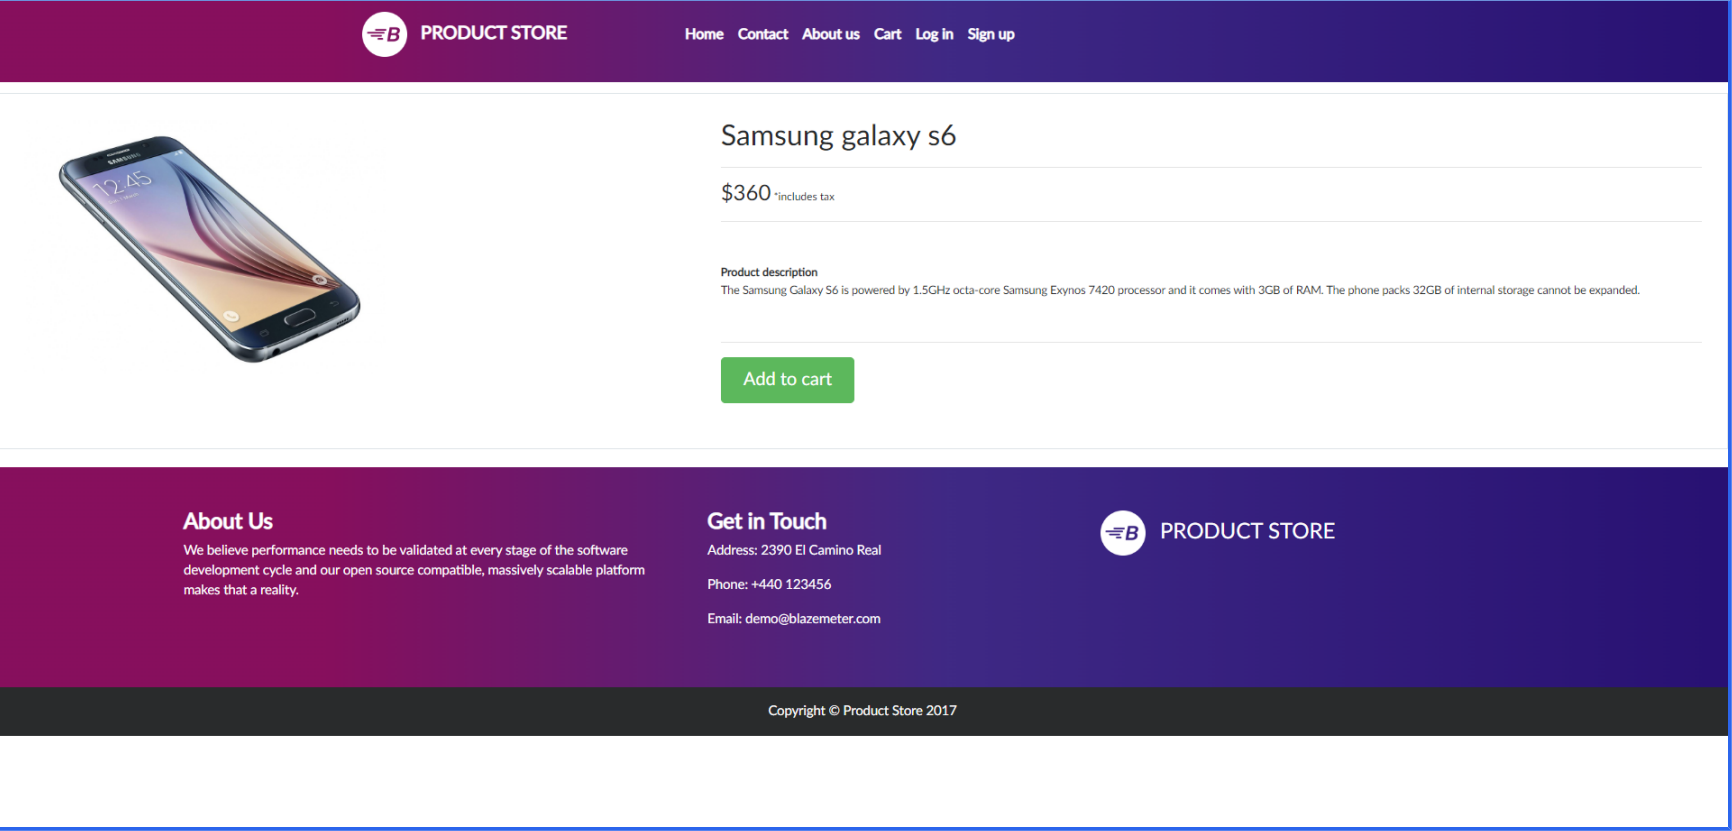 B PRODUCT STORE
Home Contact About us Cart Log in Sign up
SAMSUNG
12:45
Samsung galaxy s6
$360 *includes tax
Product description
The Samsung Galaxy S6 is powered by 1.5GHz octa-core Samsung Exynos 7420 processor and it comes with 3GB of RAM. The phone packs 32GB of internal storage cannot be expanded.
Add to cart
About Us
We believe performance needs to be validated at every stage of the software
development cycle and our open source compatible, massively scalable platform
makes that a reality.
Get in Touch
Address: 2390 El Camino Real
Phone: +440 123456
Email: demo@blazemeter.com
B PRODUCT STORE
Copyright © Product Store 2017